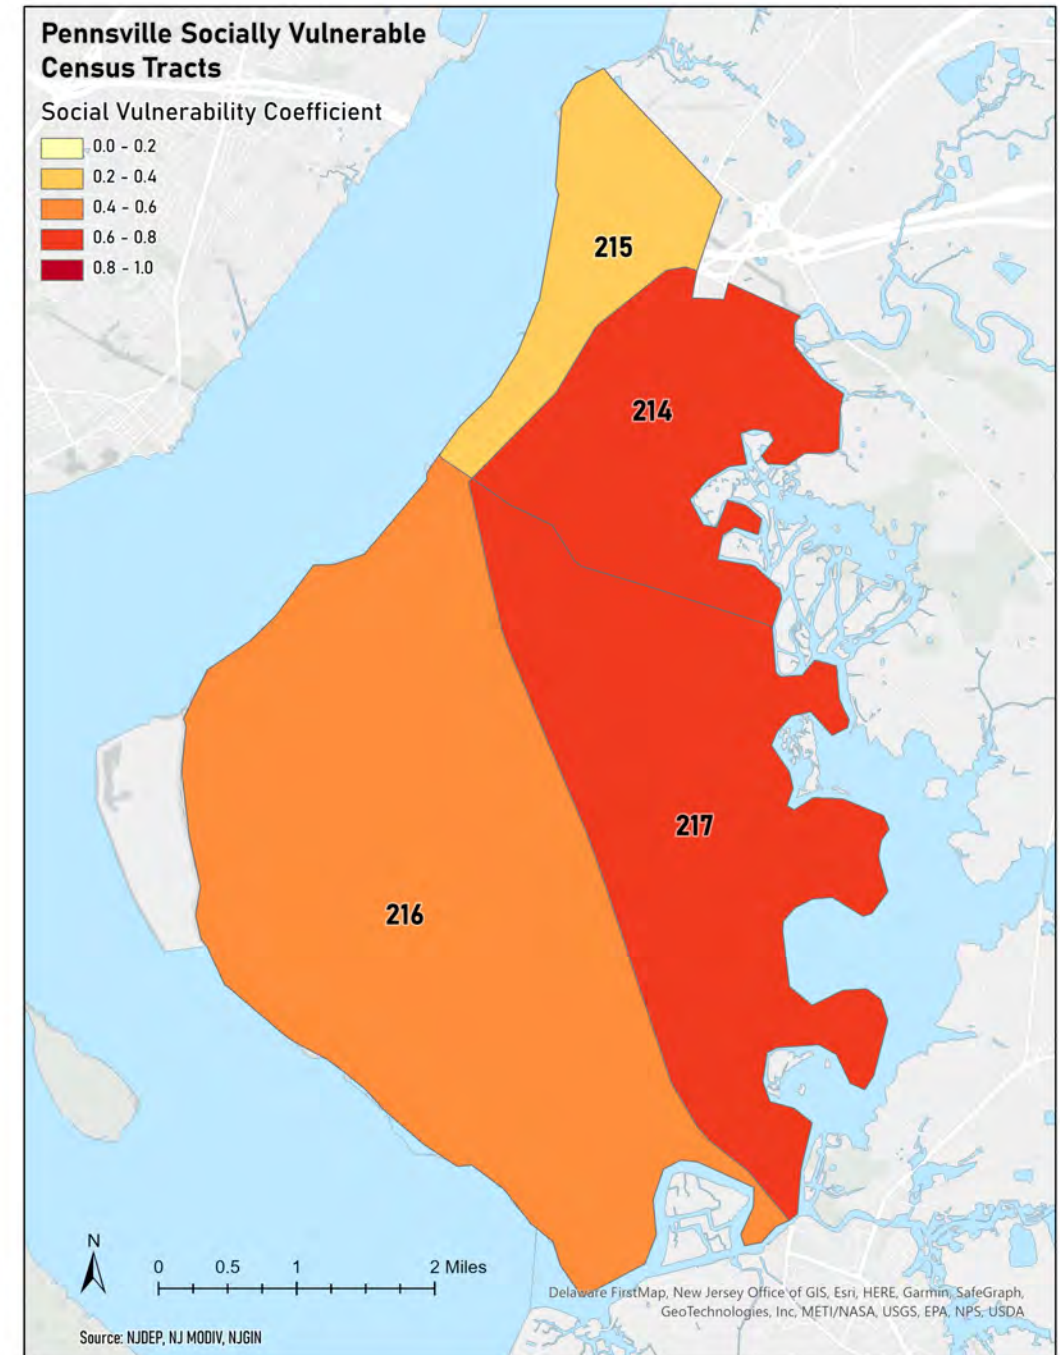 Pennsville Socially Vulnerable
Census Tracts
Social Vulnerability Coefficient
0.0 - 0.2
0.2 - 0.4
0.4 - 0.6
0.6 - 0.8
0.8 - 1.0
215
214
217
216
N
0 0.5 1 2 Miles
Delaware FirstMap, New Jersey Office of GIS, Esri, HERE, Garmin, SafeGraph,
GeoTechnologies, Inc, METI/NASA, USGS, EPA, NPS, USDA
Source: NJDEP, NJ MODIV, NJGIN